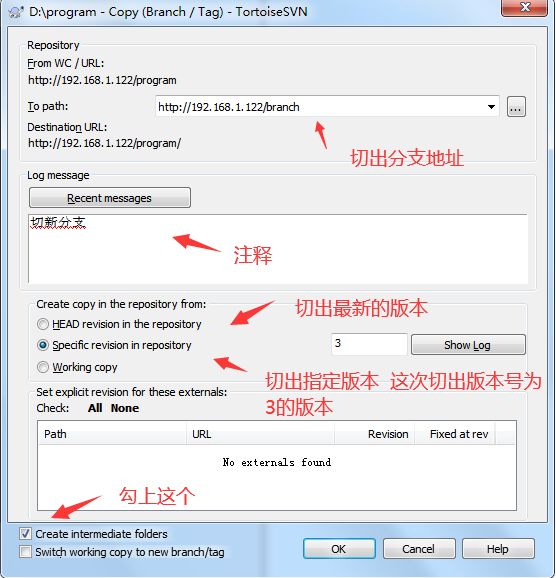 D:\program - Copy (Branch / Tag) - TortoiseSVN
Repository
From WC / URL:
http://192.168.1.122/program
To path:
http://192.168.1.122/branch
...
Destination URL:
http://192.168.1.122/program/
切出分支地址
Log message
Recent messages
切新分支
注释
Create copy in the repository from:
切出最新的版本
HEAD revision in the repository
Specific revision in repository
3
Show Log
Working copy
切出指定版本 这次切出版本号为
3的版本
Set explicit revision for these externals:
Check: All None
Path URL Revision Fixed at rev
No externals found
勾上这个
Create intermediate folders
Switch working copy to new branch/tag
OK Cancel Help